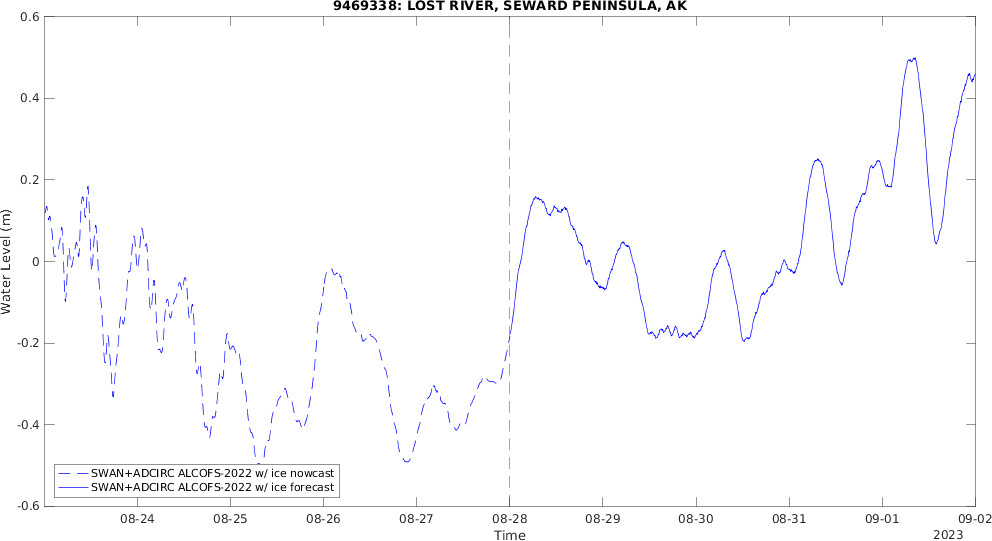 9469338: LOST RIVER, SEWARD PENINSULA, AK
0.6
0.4
0.2
0
-0.2
-0.4
-0.6
Water Level (m)
SWAN+ADCIRC ALCOFS-2022 w/ ice nowcast
SWAN+ADCIRC ALCOFS-2022 w/ ice forecast
08-24 08-25 08-26 08-27 08-28 08-29 08-30 08-31 09-01 09-02
Time
2023